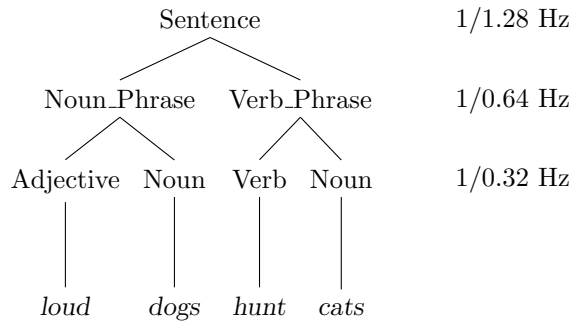 Sentence 1/1.28 Hz
Noun_Phrase Verb_Phrase 1/0.64 Hz
Adjective Noun Verb Noun 1/0.32 Hz
loud dogs hunt cats